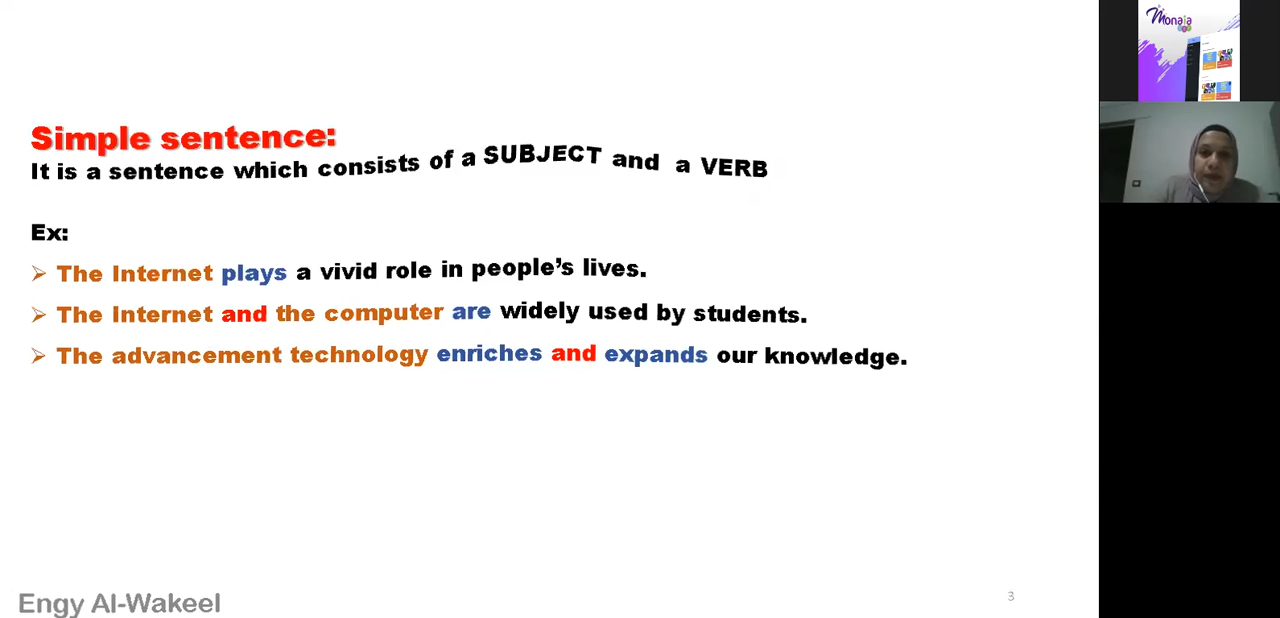 Simple sentence:
It is a sentence which consists of a SUBJECT and a VERB
Ex:
The Internet plays a vivid role in people's lives.
The Internet and the computer are widely used by students.
The advancement technology enriches and expands our knowledge.
Engy Al-Wakeel
3
Monaia